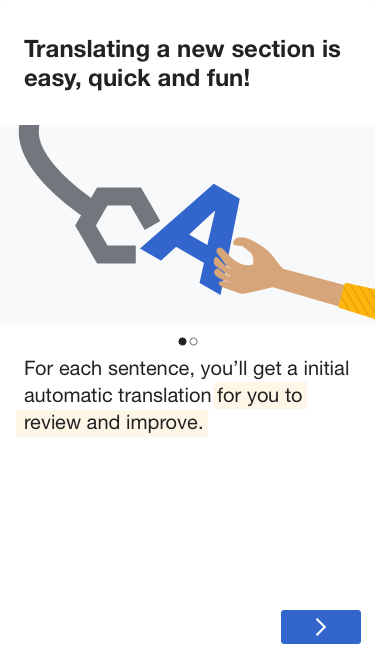 Translating a new section is
easy, quick and fun!
A
For each sentence, you’ll get a initial
automatic translation for you to
review and improve.